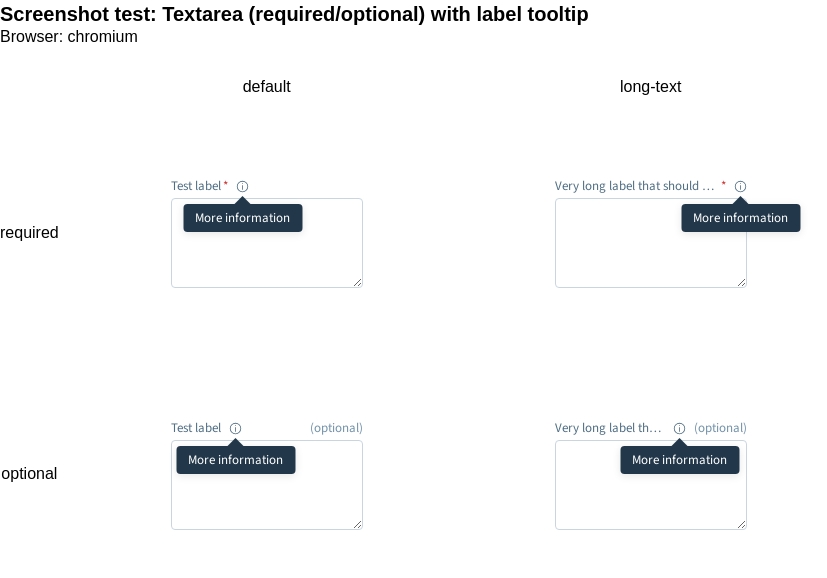 Screenshot test: Textarea (required/optional) with label tooltip
Browser: chromium
default
long-text
Test label *
Very long label that should … *
More information
More information
required
Test label
(optional)
Very long label th…
(optional)
More information
More information
optional